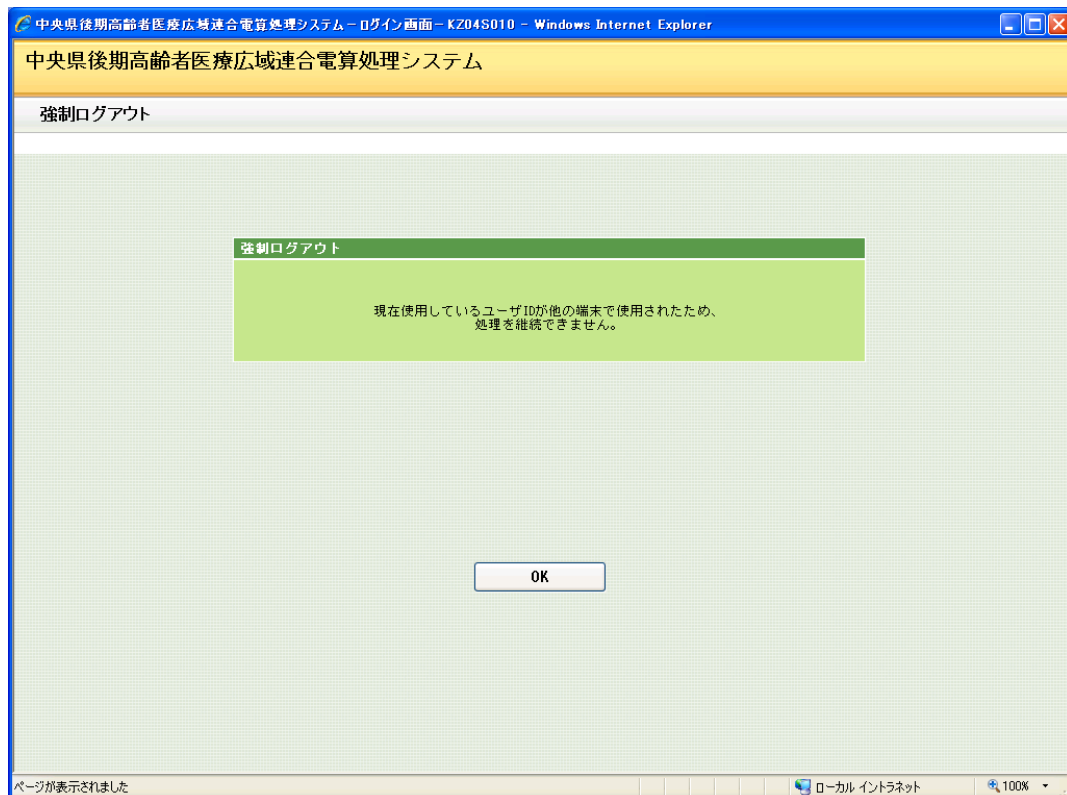 中央県後期高齢者医療広域連合電算処理システム－ログイン画面－KZ04S010 - Windows Internet Explorer
中央県後期高齢者医療広域連合電算処理システム
強制ログアウト
強制ログアウト
現在使用しているユーザIDが他の端末で使用されたため、
処理を継続できません。
OK
ページが表示されました
ローカル イントラネット
100%